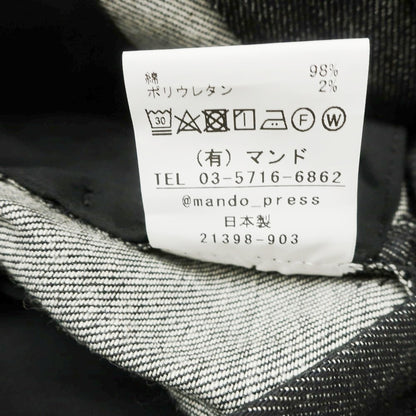 綿 98%
ポリウレタン 2%
30 F W
(有) マンド
TEL 03-5716-6862
@mando_press
日本製
21398-903